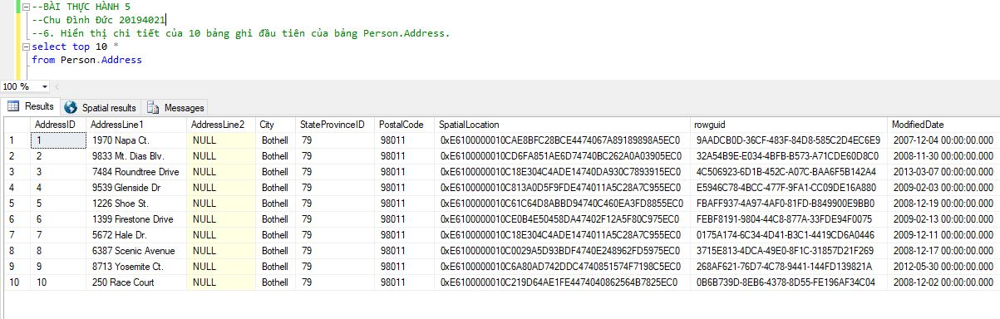 --BÀI THỰC HÀNH 5
--Chu Đình Đức 20194021
--6. Hiển thị chi tiết của 10 bảng ghi đầu tiên của bảng Person.Address.
select top 10 *
from Person.Address
100 %
Results Spatial results Messages
AddressID AddressLine1 AddressLine2 City StateProvinceID PostalCode SpatialLocation rowguid ModifiedDate
1 1 1970 Napa Ct. NULL Bothell 79 98011 0xE6100000010CAE8BFC28BCE4474067A89189898A5EC0 9AADCB0D-36CF-483F-84D8-585C2D4EC6E9 2007-12-04 00:00:00.000
2 2 9833 Mt. Dias Blv. NULL Bothell 79 98011 0xE6100000010CD6FA851AE6D74740BC262A0A03905EC0 32A54B9E-E034-4BFB-B573-A71CDE60D8C0 2008-11-30 00:00:00.000
3 3 7484 Roundtree Drive NULL Bothell 79 98011 0xE6100000010C18E304C4ADE14740DA930C7893915EC0 4C506923-6D1B-452C-A07C-BAA6F5B142A4 2013-03-07 00:00:00.000
4 4 9539 Glenside Dr NULL Bothell 79 98011 0xE6100000010C813A0D5F9FDE474011A5C28A7C955EC0 E5946C78-4BCC-477F-9FA1-CC09DE16A880 2009-02-03 00:00:00.000
5 5 1226 Shoe St. NULL Bothell 79 98011 0xE6100000010C61C64D8ABBD94740C460EA3FD8855EC0 FBAFF937-4A97-4AF0-81FD-B849900E9BB0 2008-12-19 00:00:00.000
6 6 1399 Firestone Drive NULL Bothell 79 98011 0xE6100000010CE0B4E50458DA47402F12A5F80C975EC0 FEBF8191-9804-44C8-877A-33FDE94F0075 2009-02-13 00:00:00.000
7 7 5672 Hale Dr. NULL Bothell 79 98011 0xE6100000010C18E304C4ADE1474011A5C28A7C955EC0 0175A174-6C34-4D41-B3C1-4419CD6A0446 2009-12-11 00:00:00.000
8 8 6387 Scenic Avenue NULL Bothell 79 98011 0xE6100000010C0029A5D93BDF4740E248962FD5975EC0 3715E813-4DCA-49E0-8F1C-31857D21F269 2008-12-17 00:00:00.000
9 9 8713 Yosemite Ct. NULL Bothell 79 98011 0xE6100000010C6A80AD742DDC4740851574F7198C5EC0 268AF621-76D7-4C78-9441-144FD139821A 2012-05-30 00:00:00.000
10 10 250 Race Court NULL Bothell 79 98011 0xE6100000010C219D64AE1FE4474040862564B7825EC0 0B6B739D-8EB6-4378-8D55-FE196AF34C04 2008-12-02 00:00:00.000